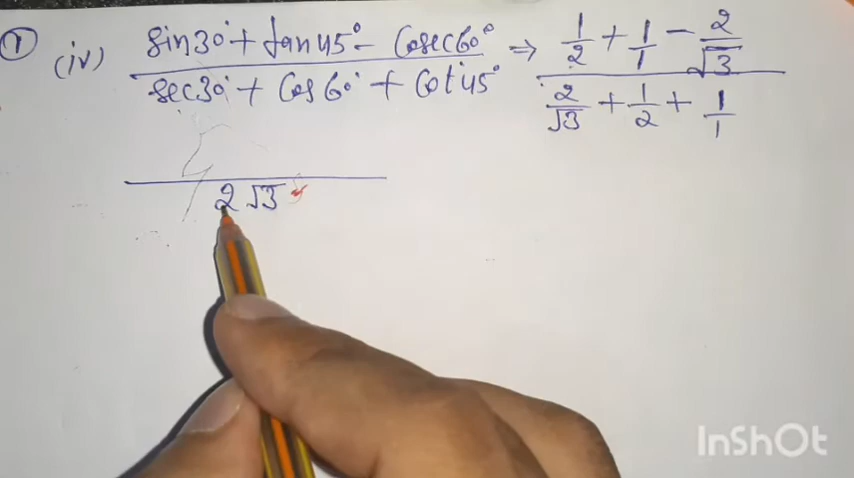 ① (iv) sin30° + tan45° - Cosec60° ⇒ 1/2 + 1/1 - 2/√3
sec30° + Cos60° + Cot45° 2/√3 + 1/2 + 1/1
2√3
InShOt